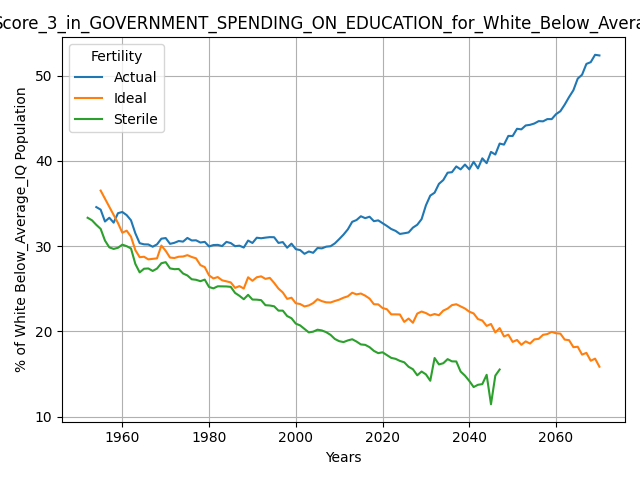 Score_3_in_GOVERNMENT_SPENDING_ON_EDUCATION_for_White_Below_Avera
Fertility
Actual
Ideal
Sterile
% of White Below_Average_IQ Population
50
40
30
20
10
1960 1980 2000 2020 2040 2060
Years